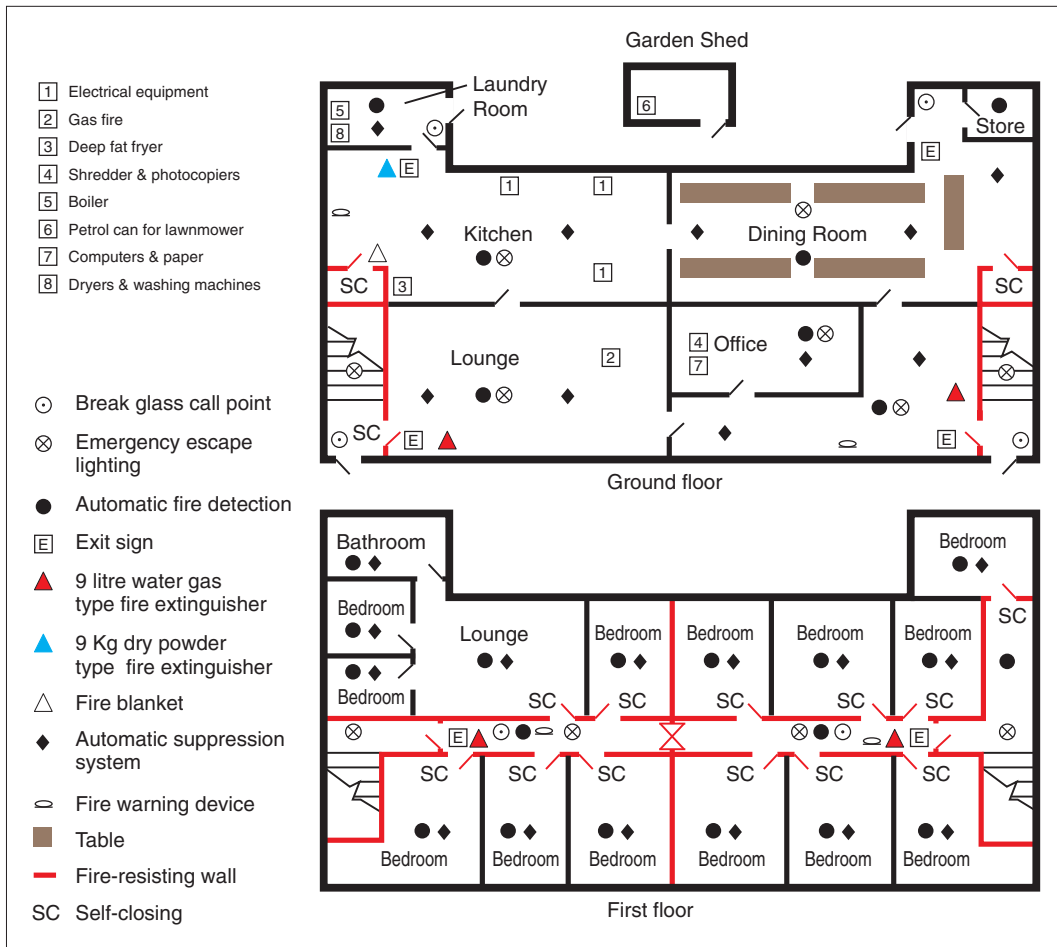 Garden Shed
1 Electrical equipment
2 Gas fire
3 Deep fat fryer
4 Shredder & photocopiers
5 Boiler
6 Petrol can for lawnmower
7 Computers & paper
8 Dryers & washing machines
Break glass call point
Emergency escape
lighting
Automatic fire detection
E Exit sign
9 litre water gas
type fire extinguisher
9 Kg dry powder
type fire extinguisher
Fire blanket
Automatic suppression
system
Fire warning device
Table
Fire-resisting wall
SC Self-closing
Laundry
Room
5
8
6
Store
E
E
1
1
Kitchen
Dining Room
1
SC
3
SC
Lounge
2
4 Office
7
SC
E
E
Ground floor
Bathroom
Bedroom
Bedroom
Lounge
Bedroom
Bedroom
Bedroom
Bedroom
Bedroom
SC
SC
SC
SC
SC
SC
E
E
SC
SC
SC
SC
SC
SC
Bedroom
Bedroom
Bedroom
Bedroom
Bedroom
Bedroom
First floor